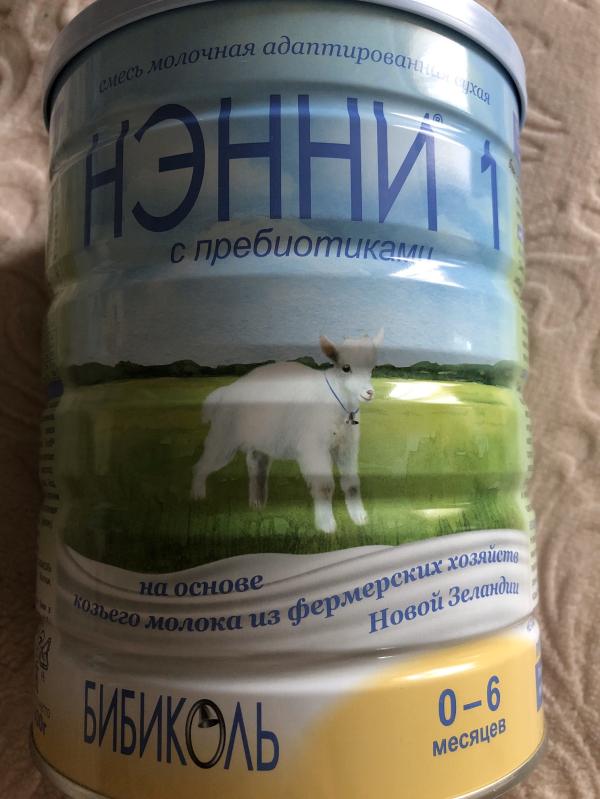 смесь молочная адаптированная сухая
НЭННИ® 1
с пребиотиками
на основе
козьего молока из фермерских хозяйств
Новой Зеландии
БИБИКОЛЬ
0–6
месяцев